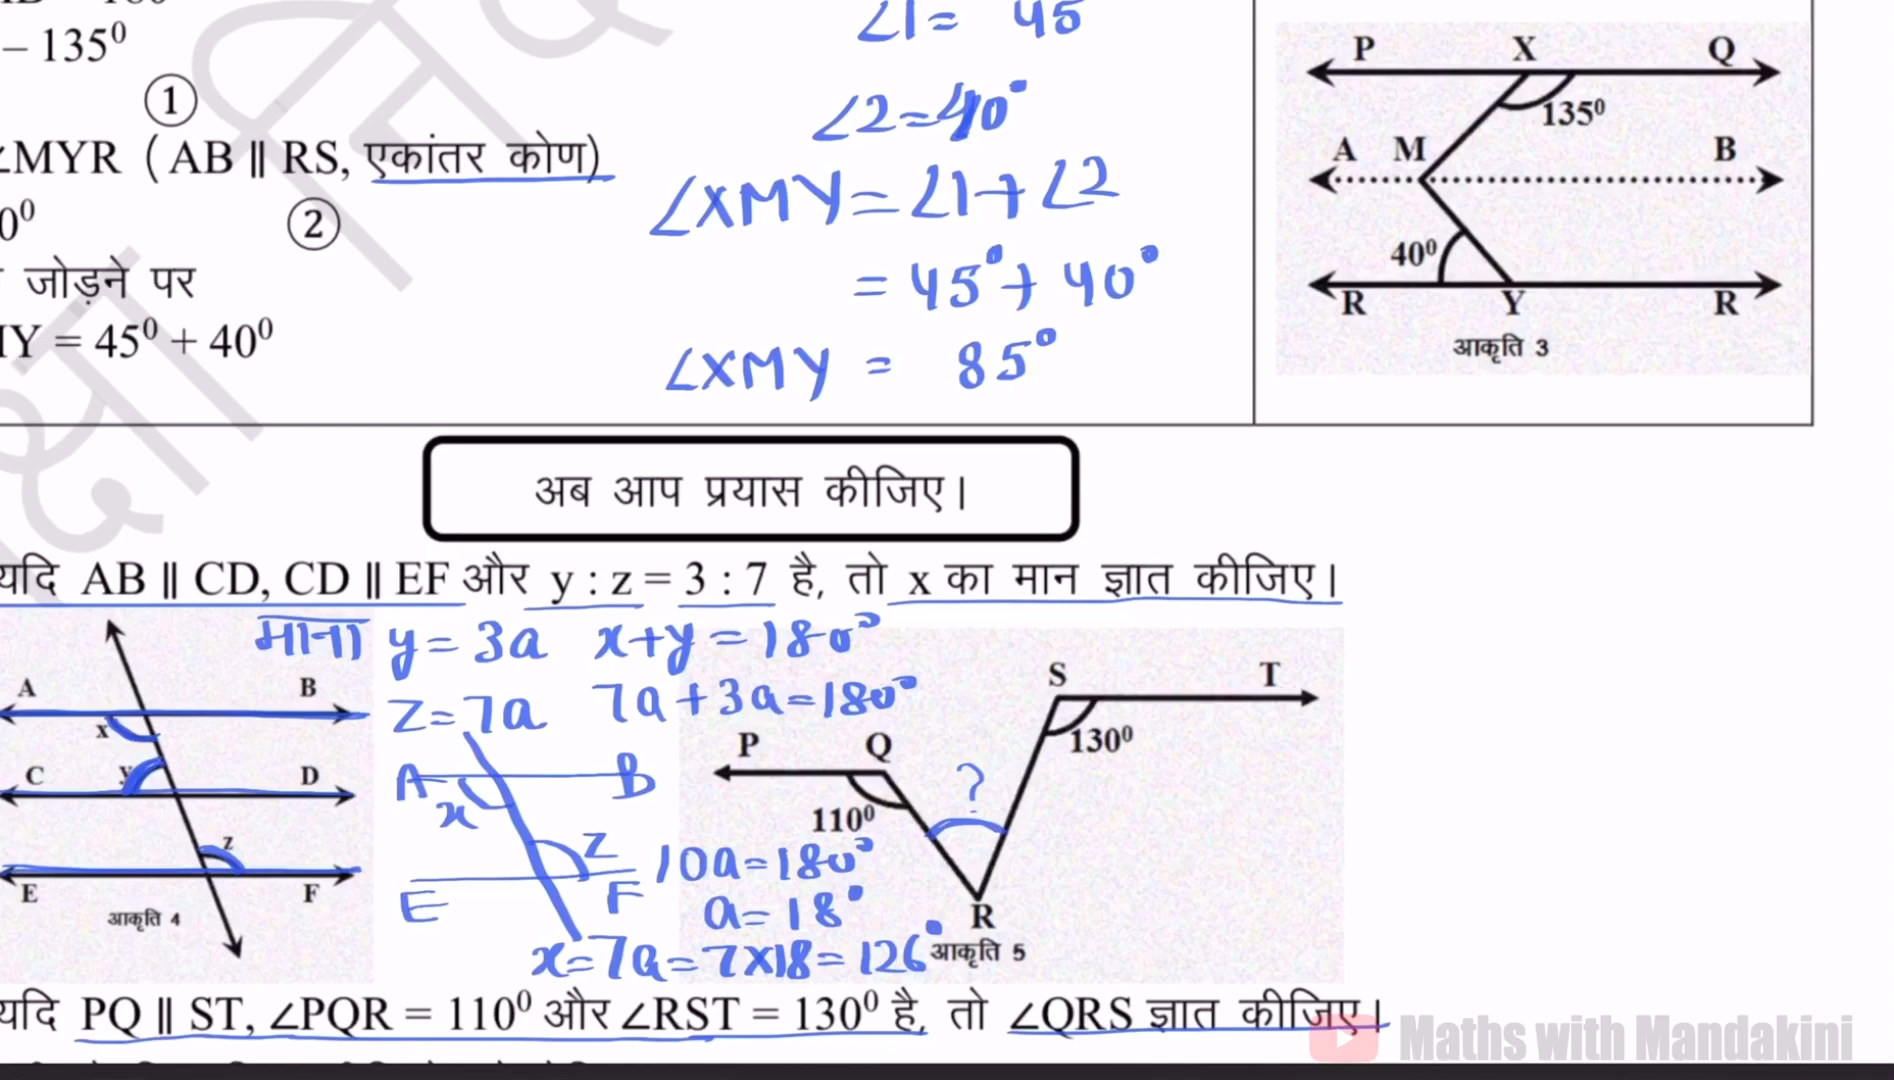 – 135⁰
①
∠MYR ( AB ∥ RS, एकांतर कोण)
0⁰
②
जोड़ने पर
MY = 45⁰ + 40⁰
∠1 = 45
∠2 = 40°
∠XMY = ∠1 + ∠2
= 45° + 40°
∠XMY = 85°
P X Q
135⁰
A M B
40⁰
R Y R
आकृति 3
अब आप प्रयास कीजिए।
यदि AB ∥ CD, CD ∥ EF और y : z = 3 : 7 है, तो x का मान ज्ञात कीजिए।
A B
x
C y D
z
E F
आकृति 4
माना y = 3a
z = 7a
x + y = 180°
7a + 3a = 180°
A B
x
z
E F
10a = 180°
a = 18°
x = 7a = 7 x 18 = 126°
S T
P Q 130⁰
110⁰ ?
R
आकृति 5
यदि PQ ∥ ST, ∠PQR = 110⁰ और ∠RST = 130⁰ है, तो ∠QRS ज्ञात कीजिए।
Maths with Mandakini